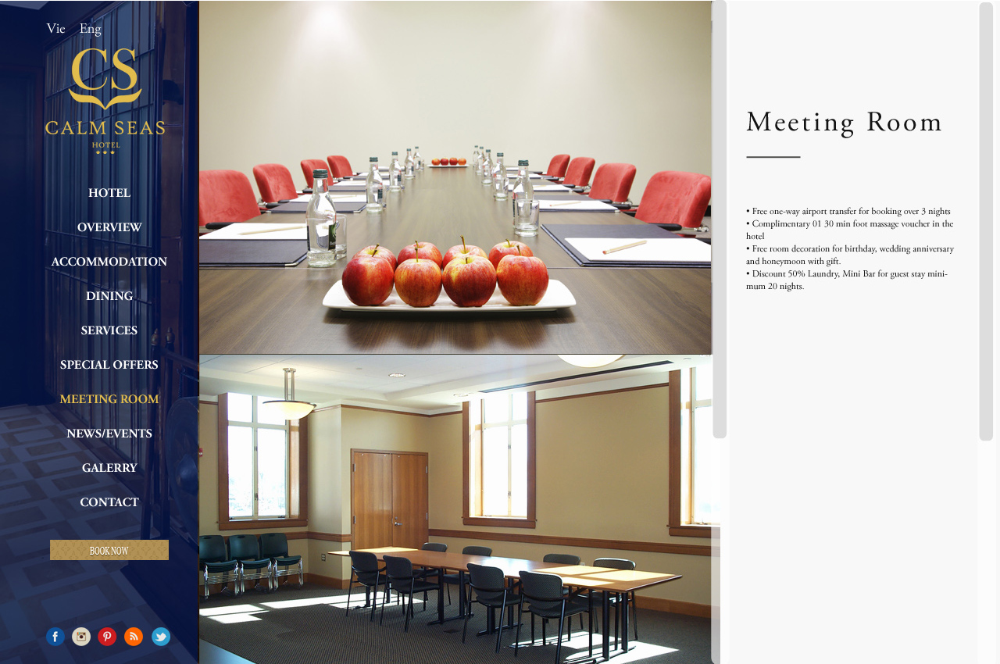 Vie Eng
CS
CALM SEAS
HOTEL
HOTEL
OVERVIEW
ACCOMMODATION
DINING
SERVICES
SPECIAL OFFERS
MEETING ROOM
NEWS/EVENTS
GALERRY
CONTACT
BOOK NOW
Meeting Room
• Free one-way airport transfer for booking over 3 nights
• Complimentary 01 30 min foot massage voucher in the
hotel
• Free room decoration for birthday, wedding anniversary
and honeymoon with gift.
• Discount 50% Laundry, Mini Bar for guest stay mini-
mum 20 nights.